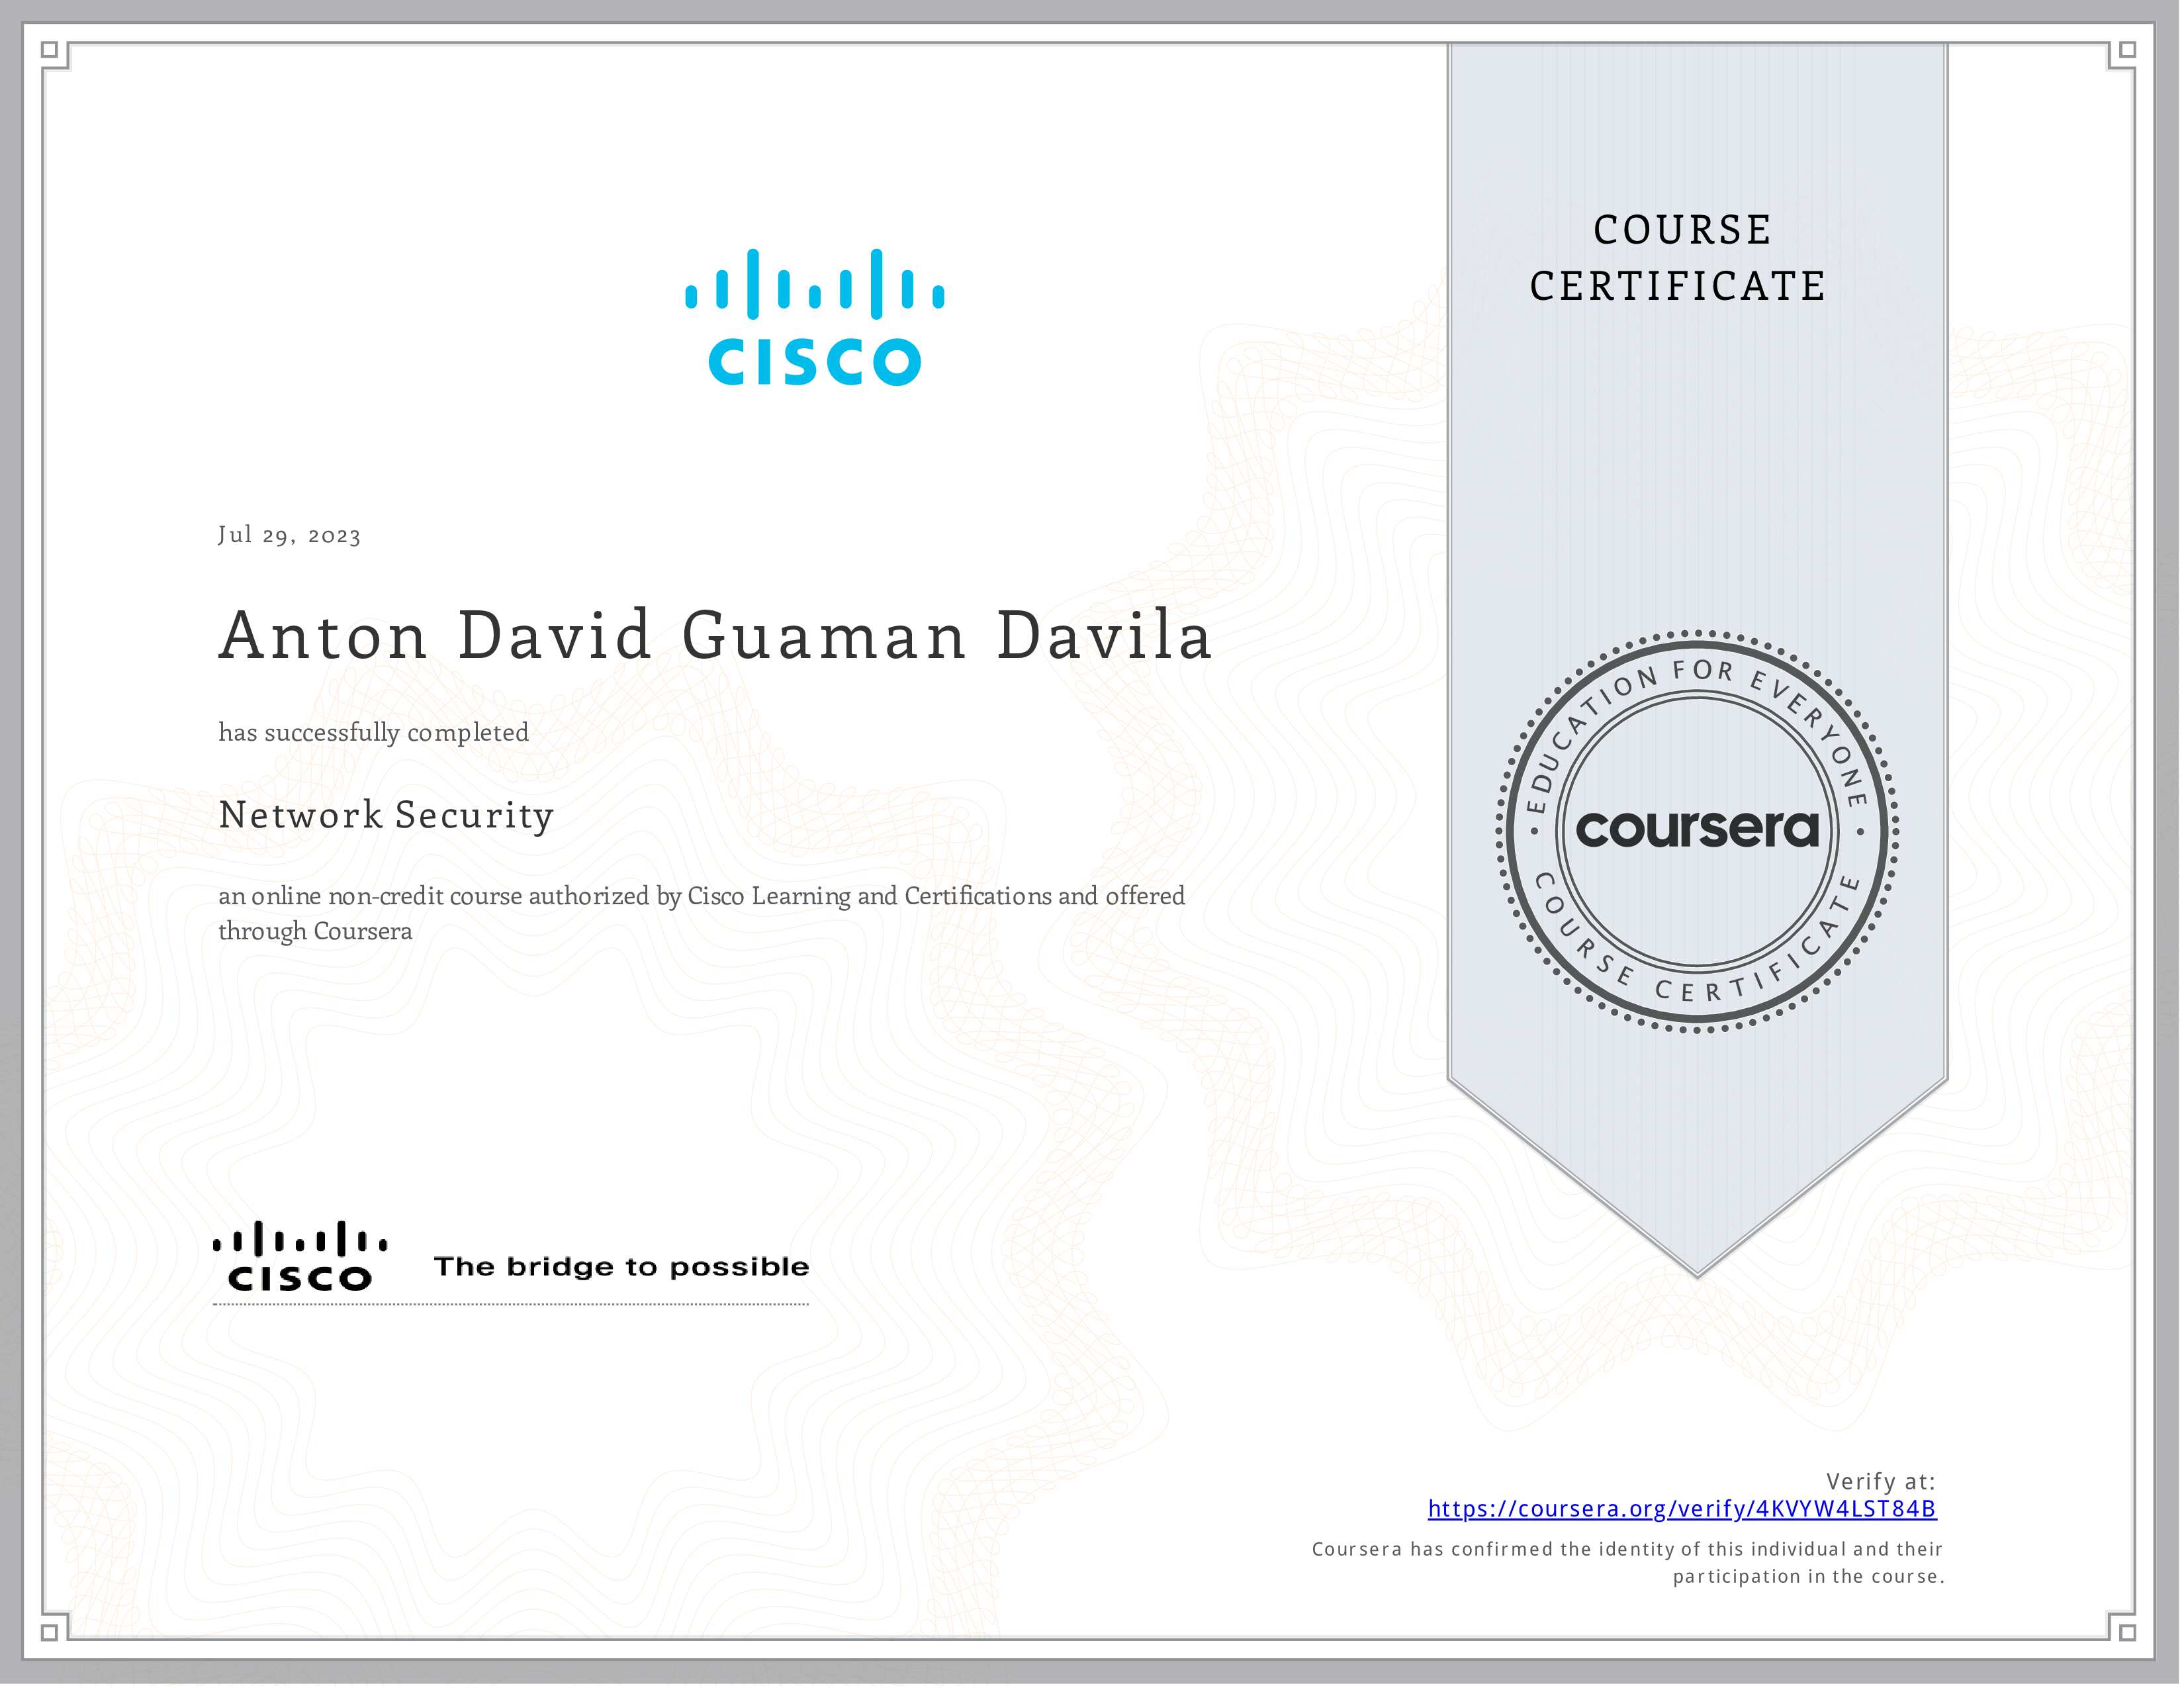 CISCO
COURSE
CERTIFICATE
Jul 29, 2023
Anton David Guaman Davila
has successfully completed
Network Security
an online non-credit course authorized by Cisco Learning and Certifications and offered
through Coursera
EDUCATION FOR EVERYONE
coursera
COURSE CERTIFICATE
CISCO
The bridge to possible
Verify at:
https://coursera.org/verify/4KVYW4LST84B
Coursera has confirmed the identity of this individual and their
participation in the course.